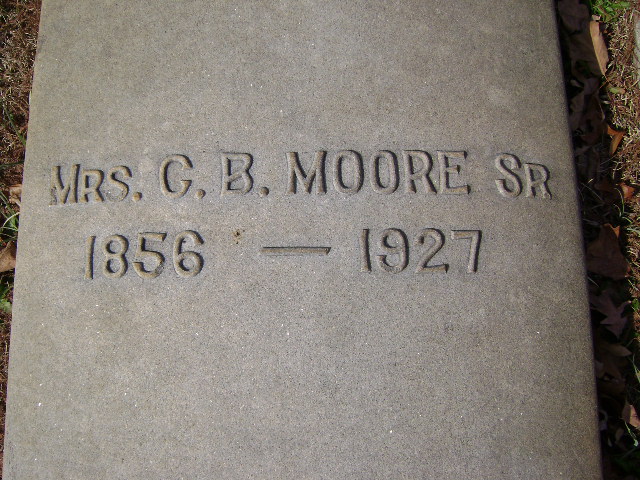 Mrs. C. B. Moore Sr
1856 — 1927